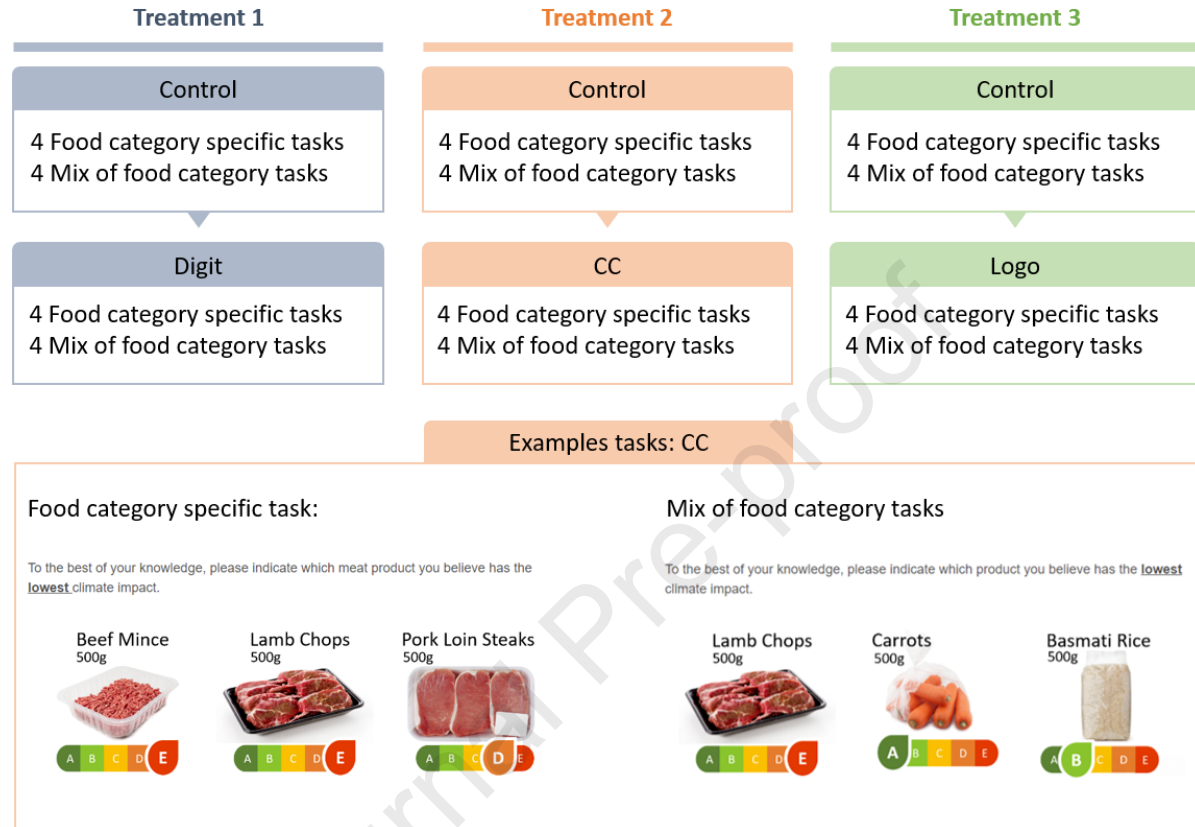 Treatment 1
Treatment 2
Treatment 3
Control
4 Food category specific tasks
4 Mix of food category tasks
Control
4 Food category specific tasks
4 Mix of food category tasks
Control
4 Food category specific tasks
4 Mix of food category tasks
Digit
4 Food category specific tasks
4 Mix of food category tasks
CC
4 Food category specific tasks
4 Mix of food category tasks
Logo
4 Food category specific tasks
4 Mix of food category tasks
Examples tasks: CC
Food category specific task:
To the best of your knowledge, please indicate which meat product you believe has the
lowest climate impact.
Beef Mince
500g
A B C D E
Lamb Chops
500g
A B C D E
Pork Loin Steaks
500g
A B C D E
Mix of food category tasks
To the best of your knowledge, please indicate which product you believe has the lowest
climate impact.
Lamb Chops
500g
A B C D E
Carrots
500g
A B C D E
Basmati Rice
500g
A B C D E
rnal Pre-proof